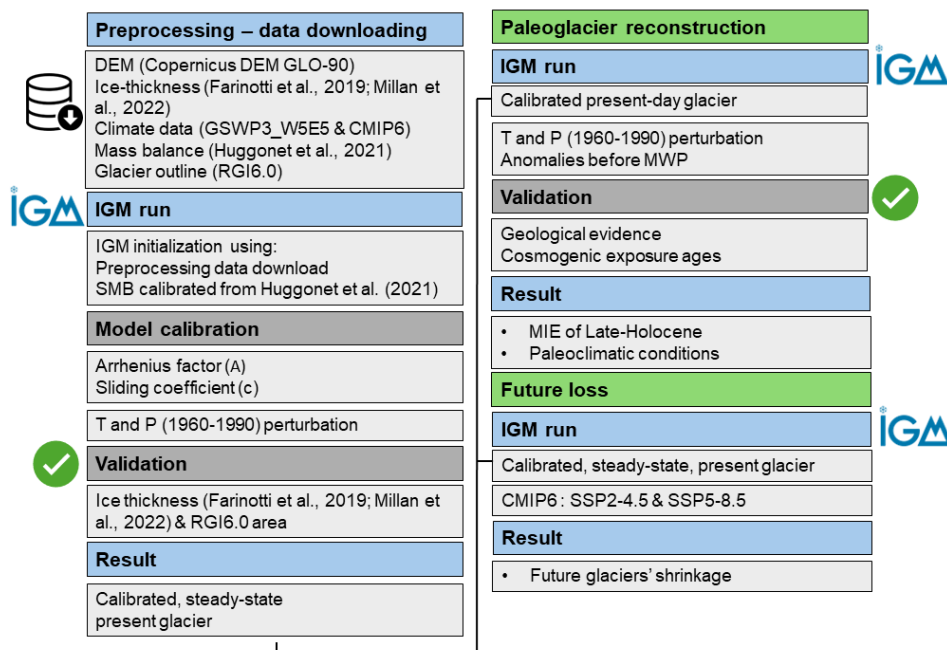 Preprocessing – data downloading
DEM (Copernicus DEM GLO-90)
Ice-thickness (Farinotti et al., 2019; Millan et
al., 2022)
Climate data (GSWP3_W5E5 & CMIP6)
Mass balance (Huggonet et al., 2021)
Glacier outline (RGI6.0)
IGM
IGM run
IGM initialization using:
Preprocessing data download
SMB calibrated from Huggonet et al. (2021)
Model calibration
Arrhenius factor (A)
Sliding coefficient (c)
T and P (1960-1990) perturbation
Validation
Ice thickness (Farinotti et al., 2019; Millan et
al., 2022) & RGI6.0 area
Result
Calibrated, steady-state
present glacier
Paleoglacier reconstruction
IGM run
IGM
Calibrated present-day glacier
T and P (1960-1990) perturbation
Anomalies before MWP
Validation
Geological evidence
Cosmogenic exposure ages
Result
• MIE of Late-Holocene
• Paleoclimatic conditions
Future loss
IGM run
IGM
Calibrated, steady-state, present glacier
CMIP6 : SSP2-4.5 & SSP5-8.5
Result
• Future glaciers' shrinkage